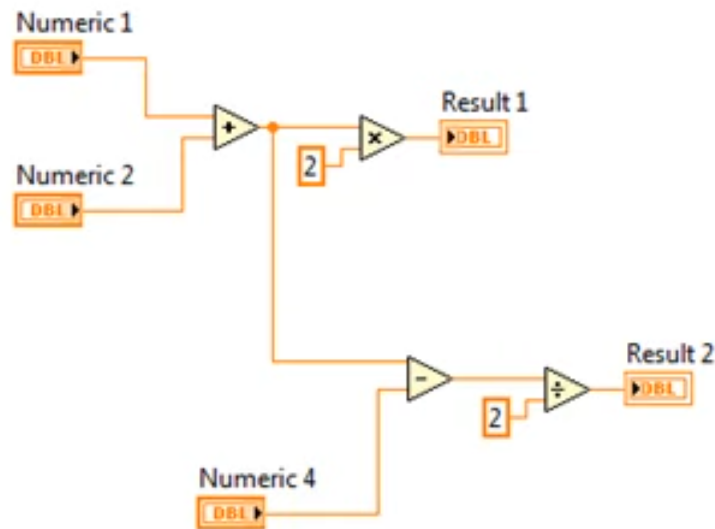 Numeric 1
DBL
+
Result 1
×
DBL
2
Numeric 2
DBL
Result 2
-
÷
DBL
2
Numeric 4
DBL